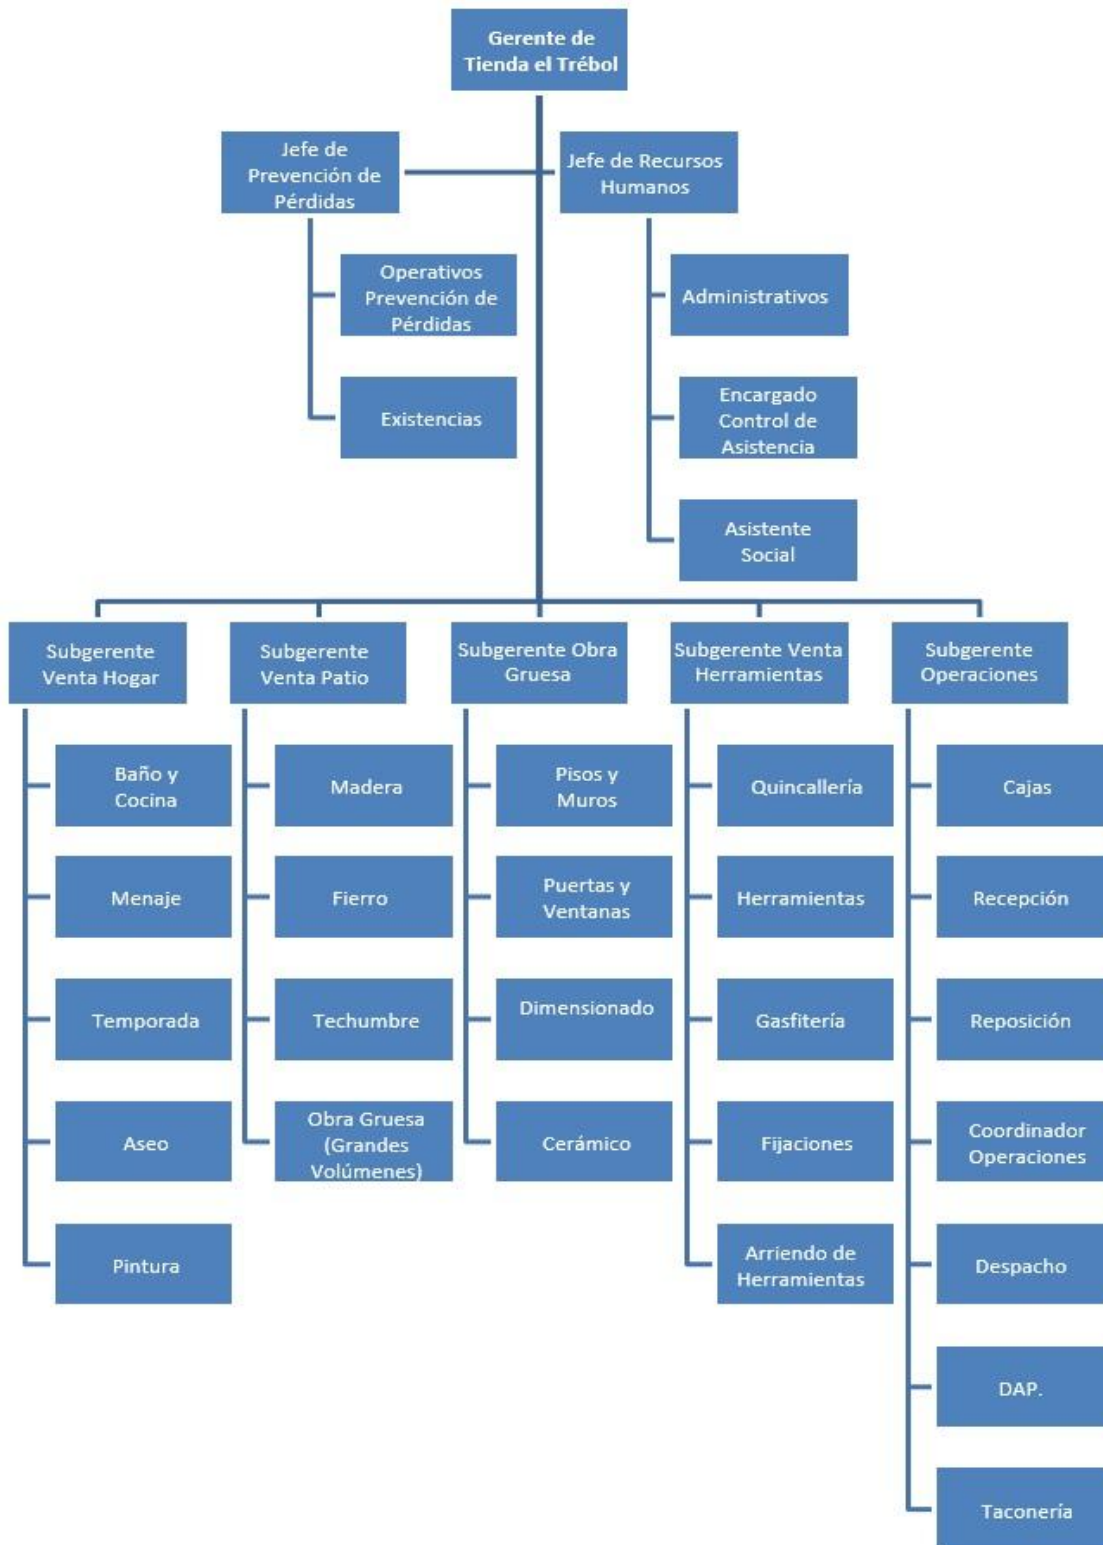 Gerente de
Tienda el Trébol
Jefe de
Prevención de
Pérdidas
Jefe de Recursos
Humanos
Operativos
Prevención de
Pérdidas
Administrativos
Existencias
Encargado
Control de
Asistencia
Asistente
Social
Subgerente
Venta Hogar
Subgerente
Venta Patio
Subgerente Obra
Gruesa
Subgerente Venta
Herramientas
Subgerente
Operaciones
Baño y
Cocina
Madera
Pisos y
Muros
Quincallería
Cajas
Menaje
Fierro
Puertas y
Ventanas
Herramientas
Recepción
Temporada
Techumbre
Dimensionado
Gasfitería
Reposición
Aseo
Obra Gruesa
(Grandes
Volúmenes)
Cerámico
Fijaciones
Coordinador
Operaciones
Pintura
Arriendo de
Herramientas
Despacho
DAP.
Taconería